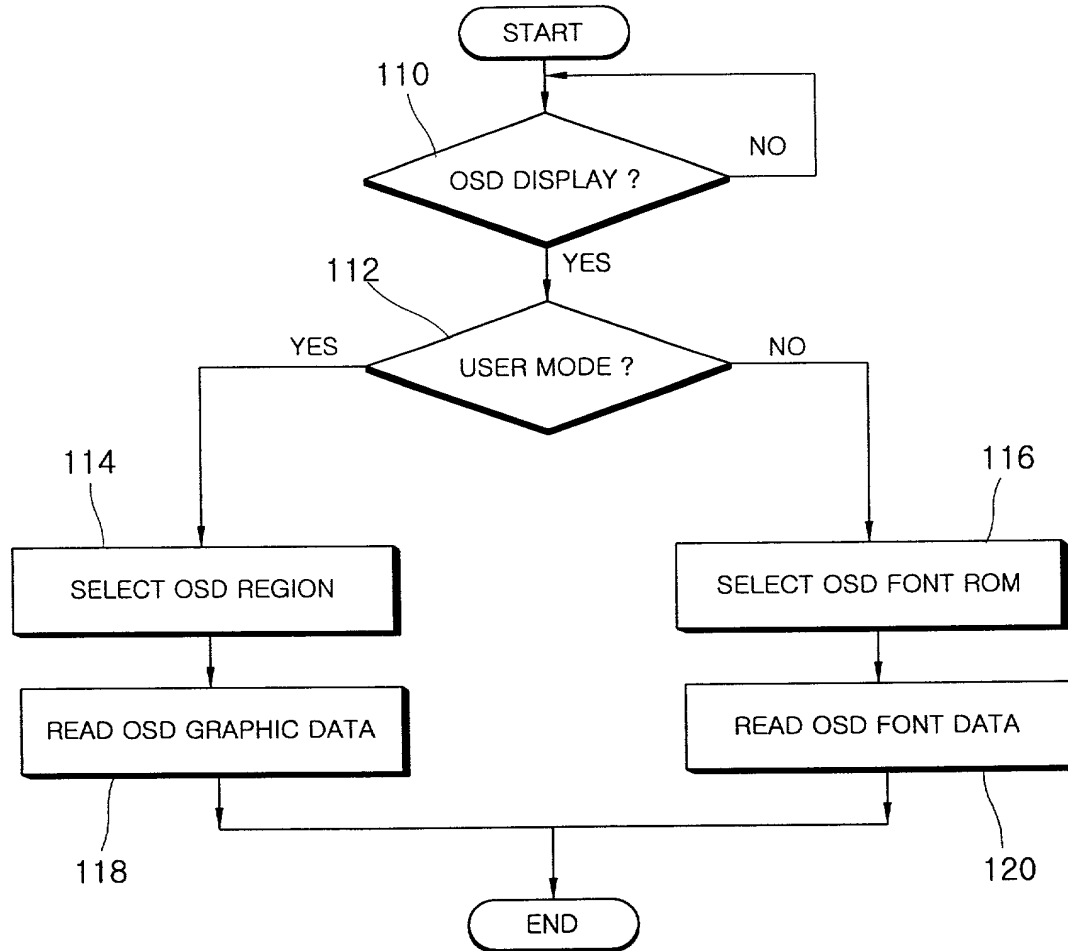 START
110
NO
OSD DISPLAY ?
YES
112
YES
NO
USER MODE ?
114
116
SELECT OSD REGION
SELECT OSD FONT ROM
READ OSD GRAPHIC DATA
READ OSD FONT DATA
118
120
END